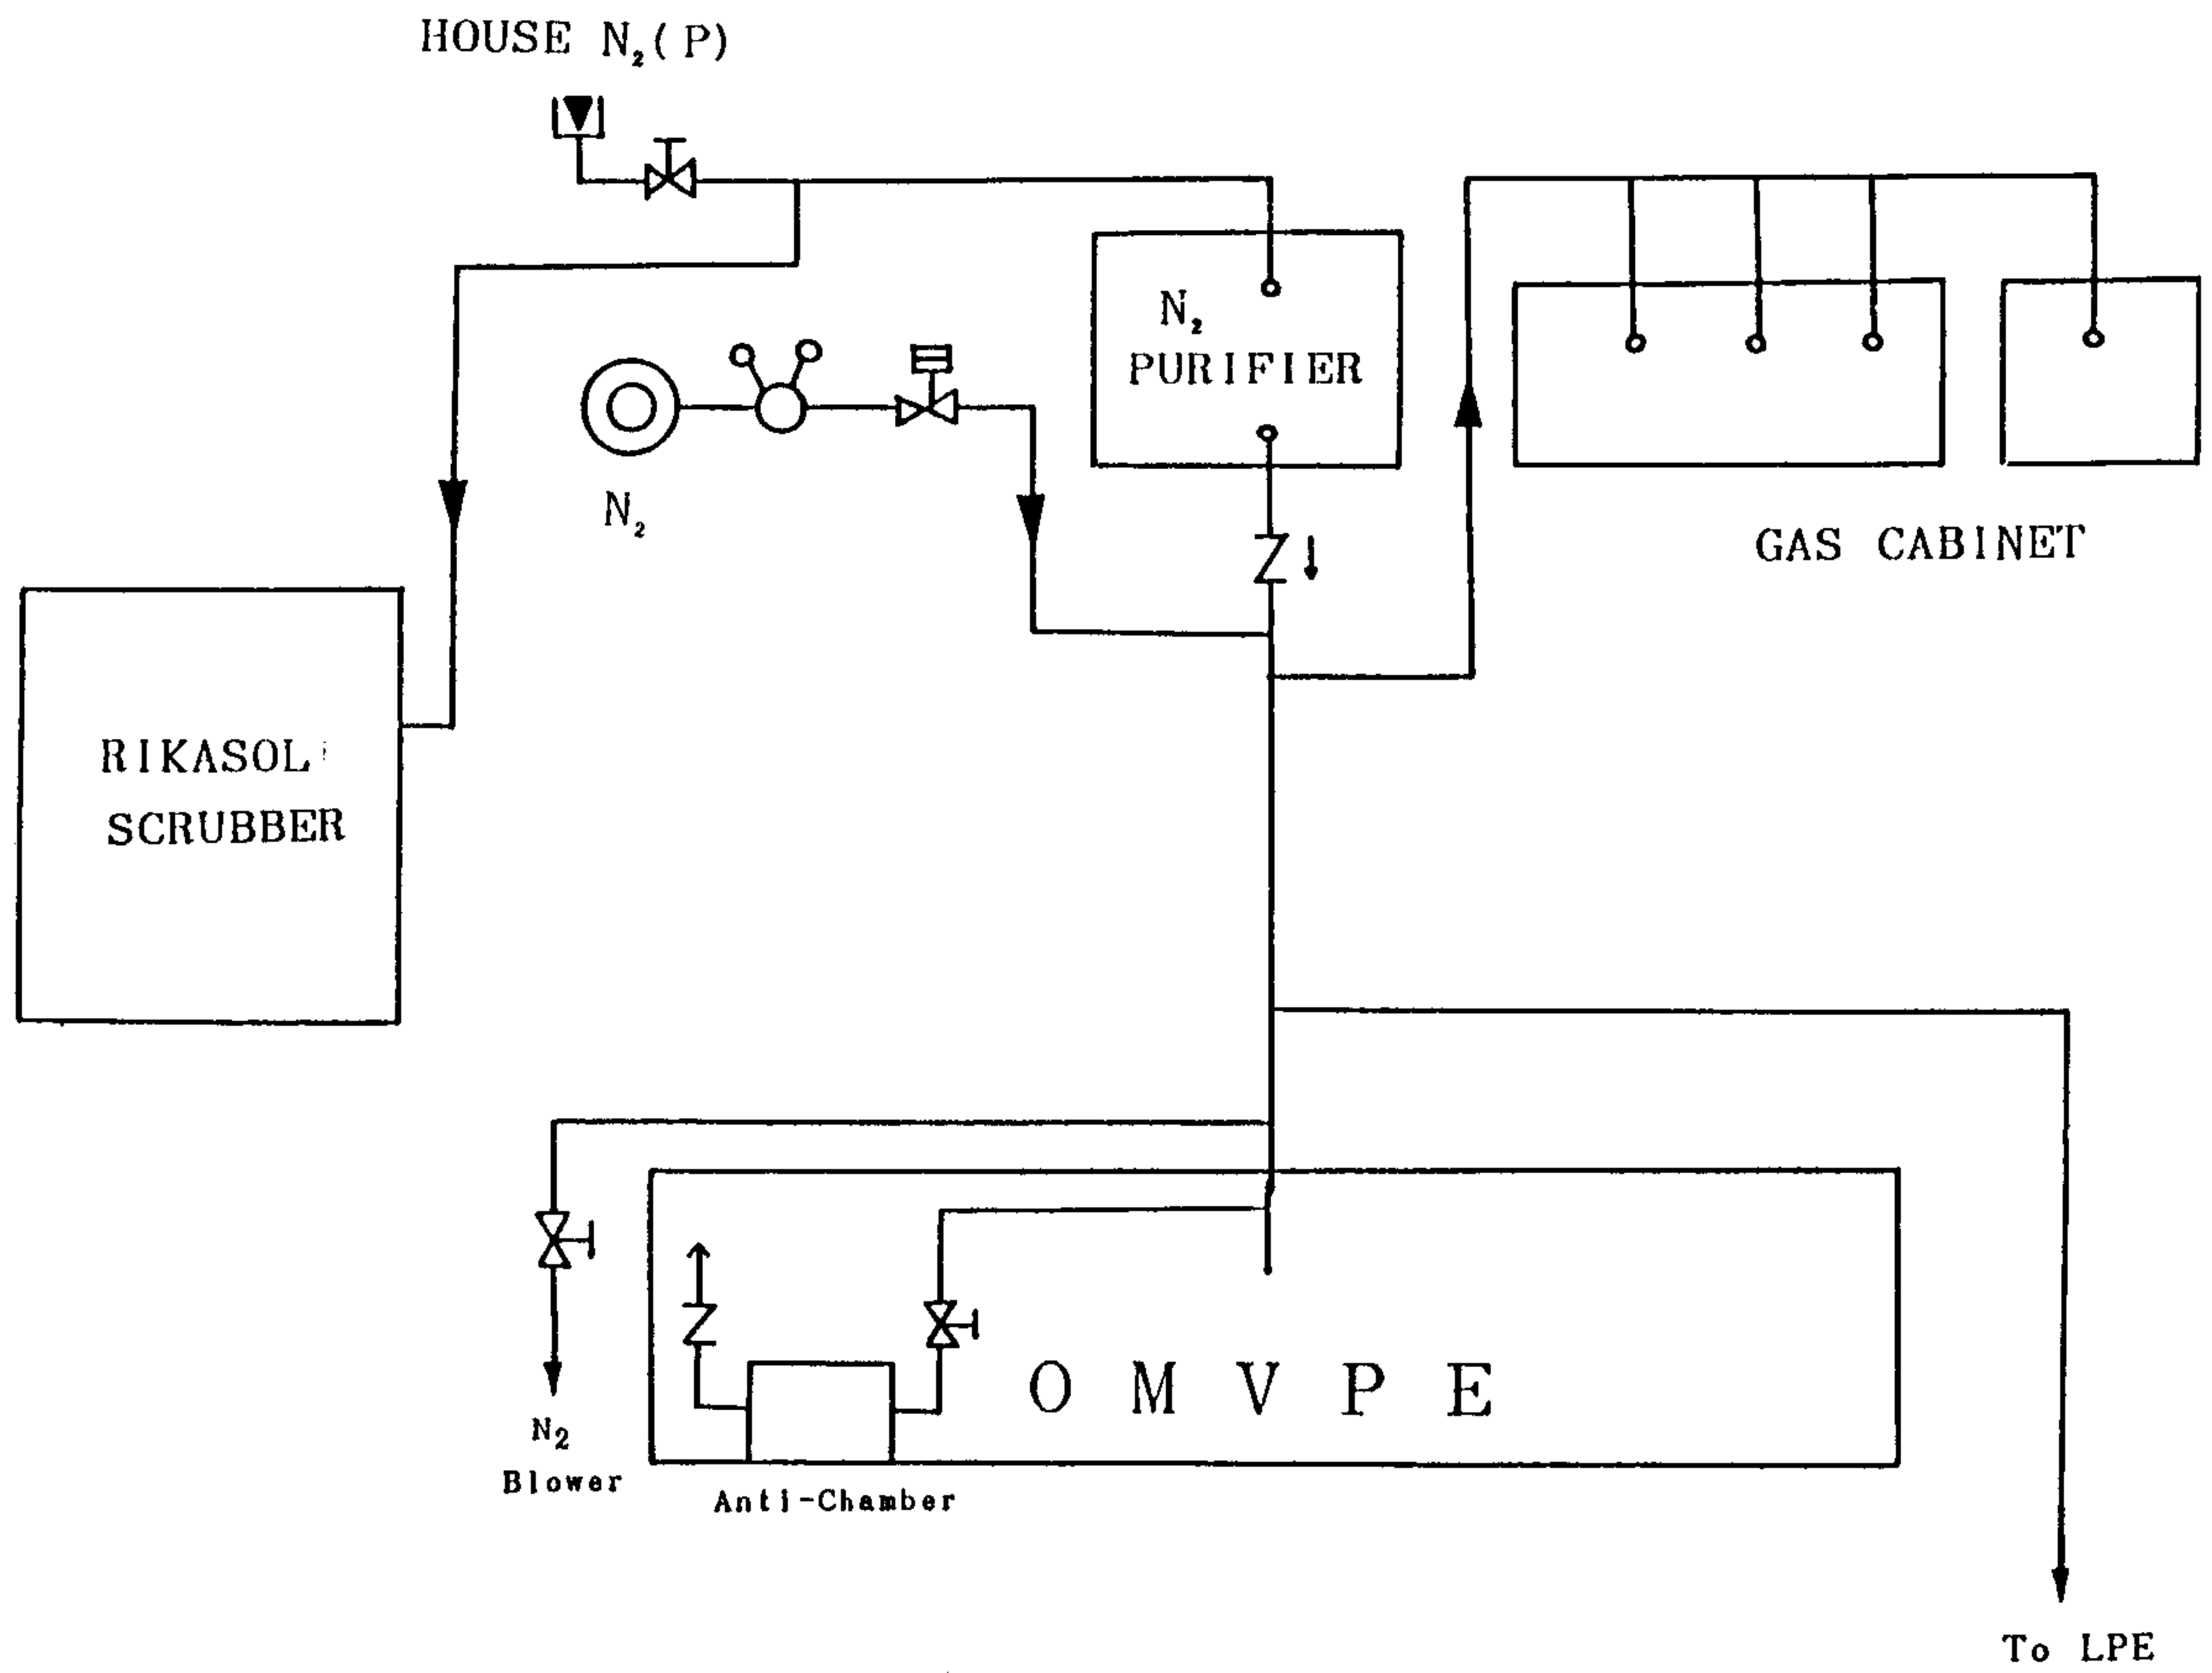 HOUSE N₂(P)
N₂
PURIFIER
N₂
GAS CABINET
RIKASOL
SCRUBBER
O M V P E
N2
Blower
Anti-Chamber
To LPE